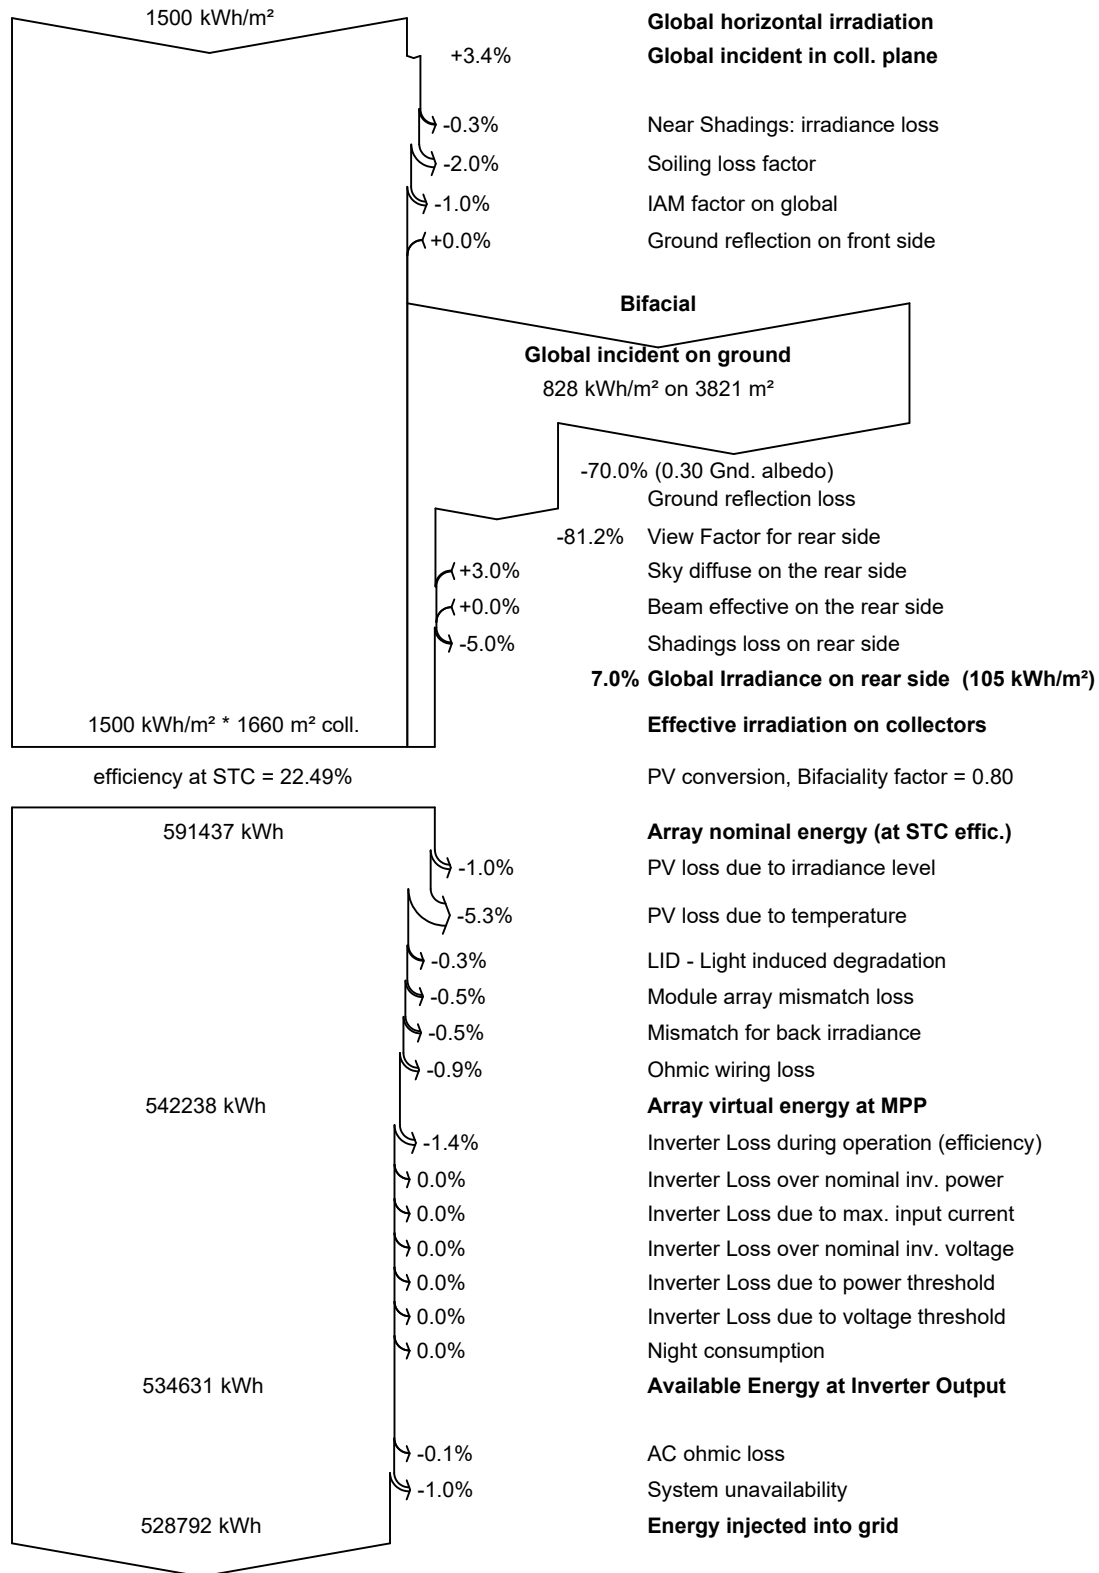 1500 kWh/m² Global horizontal irradiation
+3.4% Global incident in coll. plane
-0.3% Near Shadings: irradiance loss
-2.0% Soiling loss factor
-1.0% IAM factor on global
+0.0% Ground reflection on front side
Bifacial
Global incident on ground
828 kWh/m² on 3821 m²
-70.0% (0.30 Gnd. albedo)
Ground reflection loss
-81.2% View Factor for rear side
+3.0% Sky diffuse on the rear side
+0.0% Beam effective on the rear side
-5.0% Shadings loss on rear side
7.0% Global Irradiance on rear side (105 kWh/m²)
1500 kWh/m² * 1660 m² coll. Effective irradiation on collectors
efficiency at STC = 22.49% PV conversion, Bifaciality factor = 0.80
591437 kWh Array nominal energy (at STC effic.)
-1.0% PV loss due to irradiance level
-5.3% PV loss due to temperature
-0.3% LID - Light induced degradation
-0.5% Module array mismatch loss
-0.5% Mismatch for back irradiance
-0.9% Ohmic wiring loss
542238 kWh Array virtual energy at MPP
-1.4% Inverter Loss during operation (efficiency)
0.0% Inverter Loss over nominal inv. power
0.0% Inverter Loss due to max. input current
0.0% Inverter Loss over nominal inv. voltage
0.0% Inverter Loss due to power threshold
0.0% Inverter Loss due to voltage threshold
0.0% Night consumption
534631 kWh Available Energy at Inverter Output
-0.1% AC ohmic loss
-1.0% System unavailability
528792 kWh Energy injected into grid